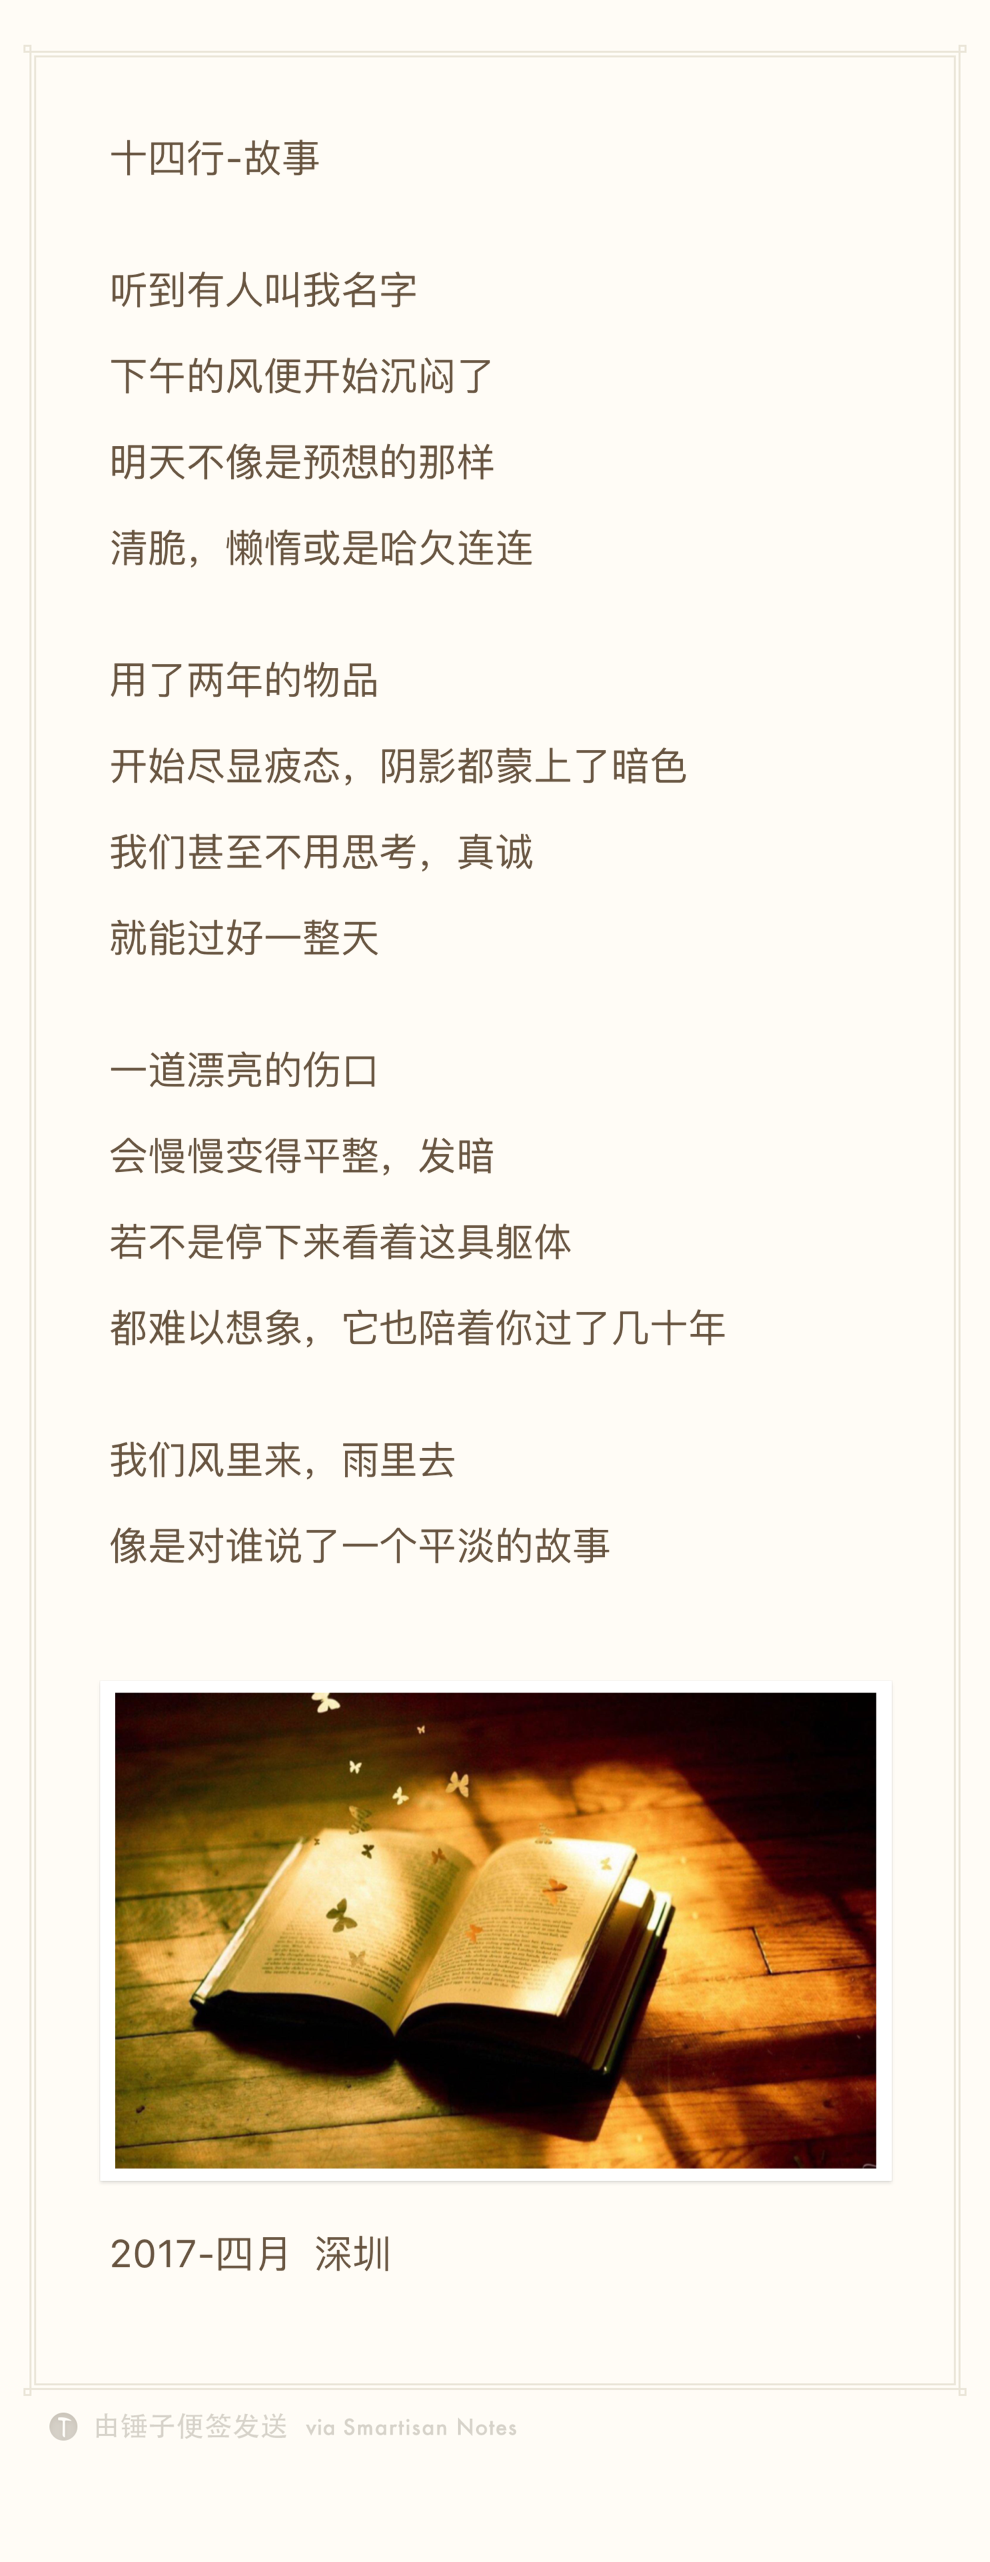 十四行-故事
听到有人叫我名字
下午的风便开始沉闷了
明天不像是预想的那样
清脆，懒惰或是哈欠连连
用了两年的物品
开始尽显疲态，阴影都蒙上了暗色
我们甚至不用思考，真诚
就能过好一整天
一道漂亮的伤口
会慢慢变得平整，发暗
若不是停下来看着这具躯体
都难以想象，它也陪着你过了几十年
我们风里来，雨里去
像是对谁说了一个平淡的故事
2017-四月 深圳
由锤子便签发送 via Smartisan Notes